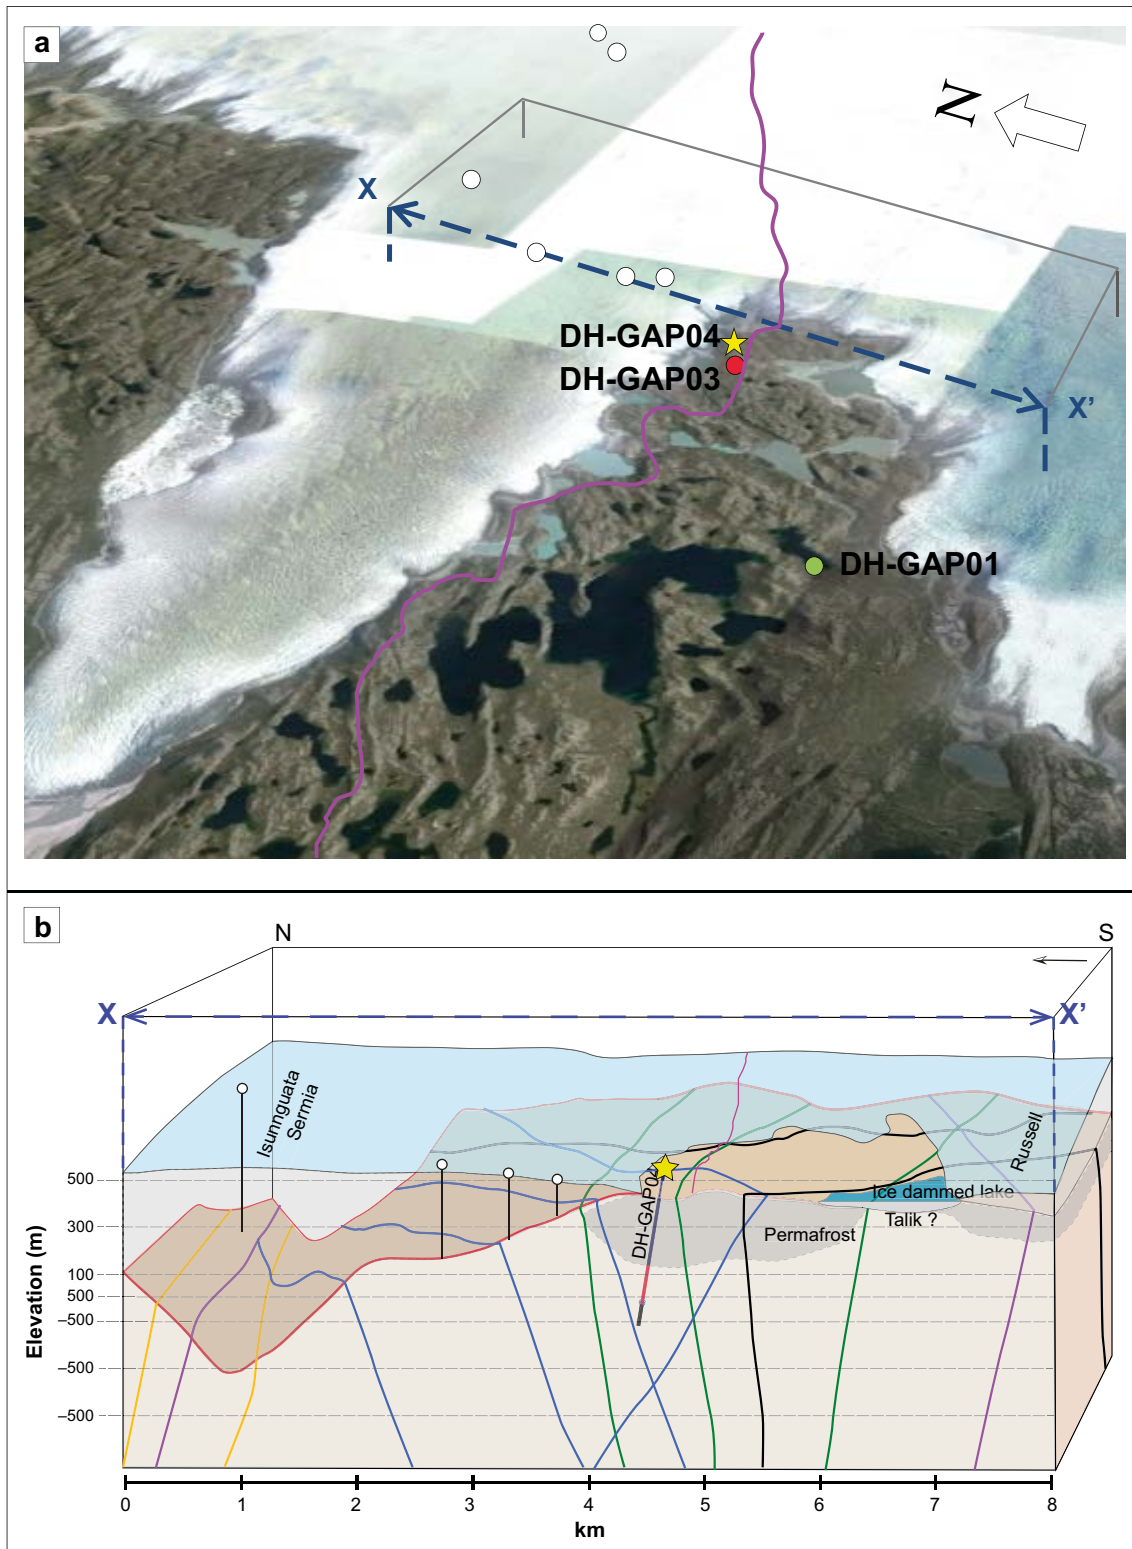 a
N
X
DH-GAP04
DH-GAP03
X’
DH-GAP01
b
N
S
X
X’
Isunnguata
Sermia
Russell
DH-GAP04
Ice dammed lake
Talik ?
Permafrost
Elevation (m)
500
300
100
500
–500
–500
–500
0 1 2 3 4 5 6 7 8
km